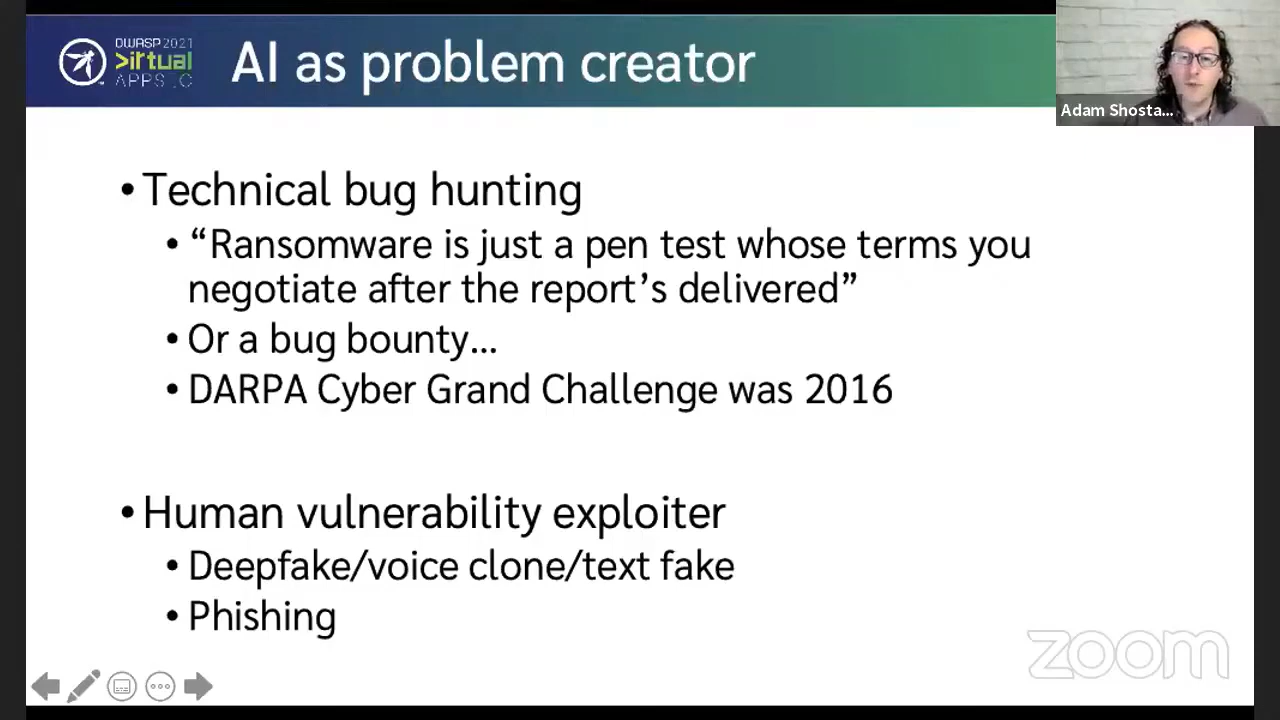 OWASP 2021
>irtual
APPSEC
AI as problem creator
Adam Shosta...
• Technical bug hunting
• “Ransomware is just a pen test whose terms you
negotiate after the report’s delivered”
• Or a bug bounty...
• DARPA Cyber Grand Challenge was 2016
• Human vulnerability exploiter
• Deepfake/voice clone/text fake
• Phishing
zoom